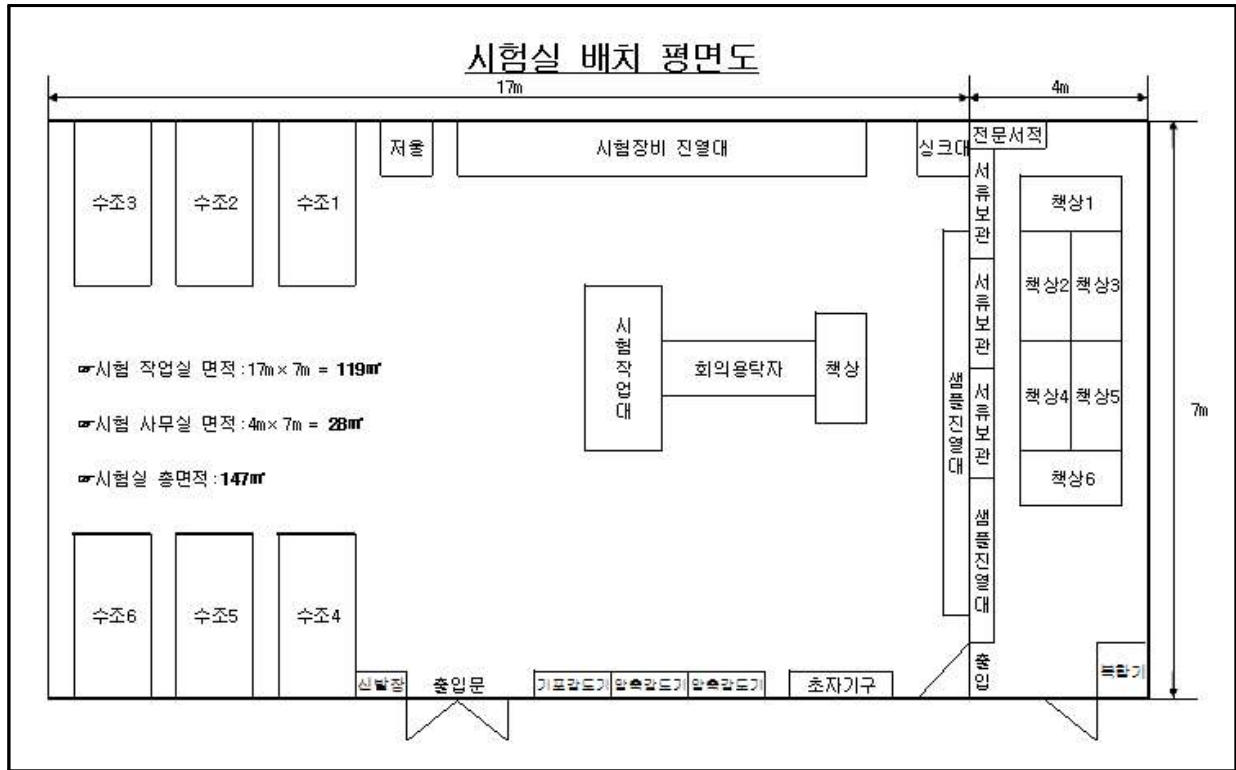 시험실 배치 평면도
17m
4m
저울
시험장비 진열대
싱크대
전문서적
수조3
수조2
수조1
서류보관
책상1
서류보관
책상2
책상3
시험작업대
회의용탁자
책상
샘플진열대
서류보관
책상4
책상5
7m
☞시험 작업실 면적:17m×7m = 119㎡
☞시험 사무실 면적:4m×7m = 28㎡
☞시험실 총면적:147㎡
책상6
샘플진열대
수조6
수조5
수조4
신발장
출입문
압축강도기
압축강도기
초자기구
출입
복합기